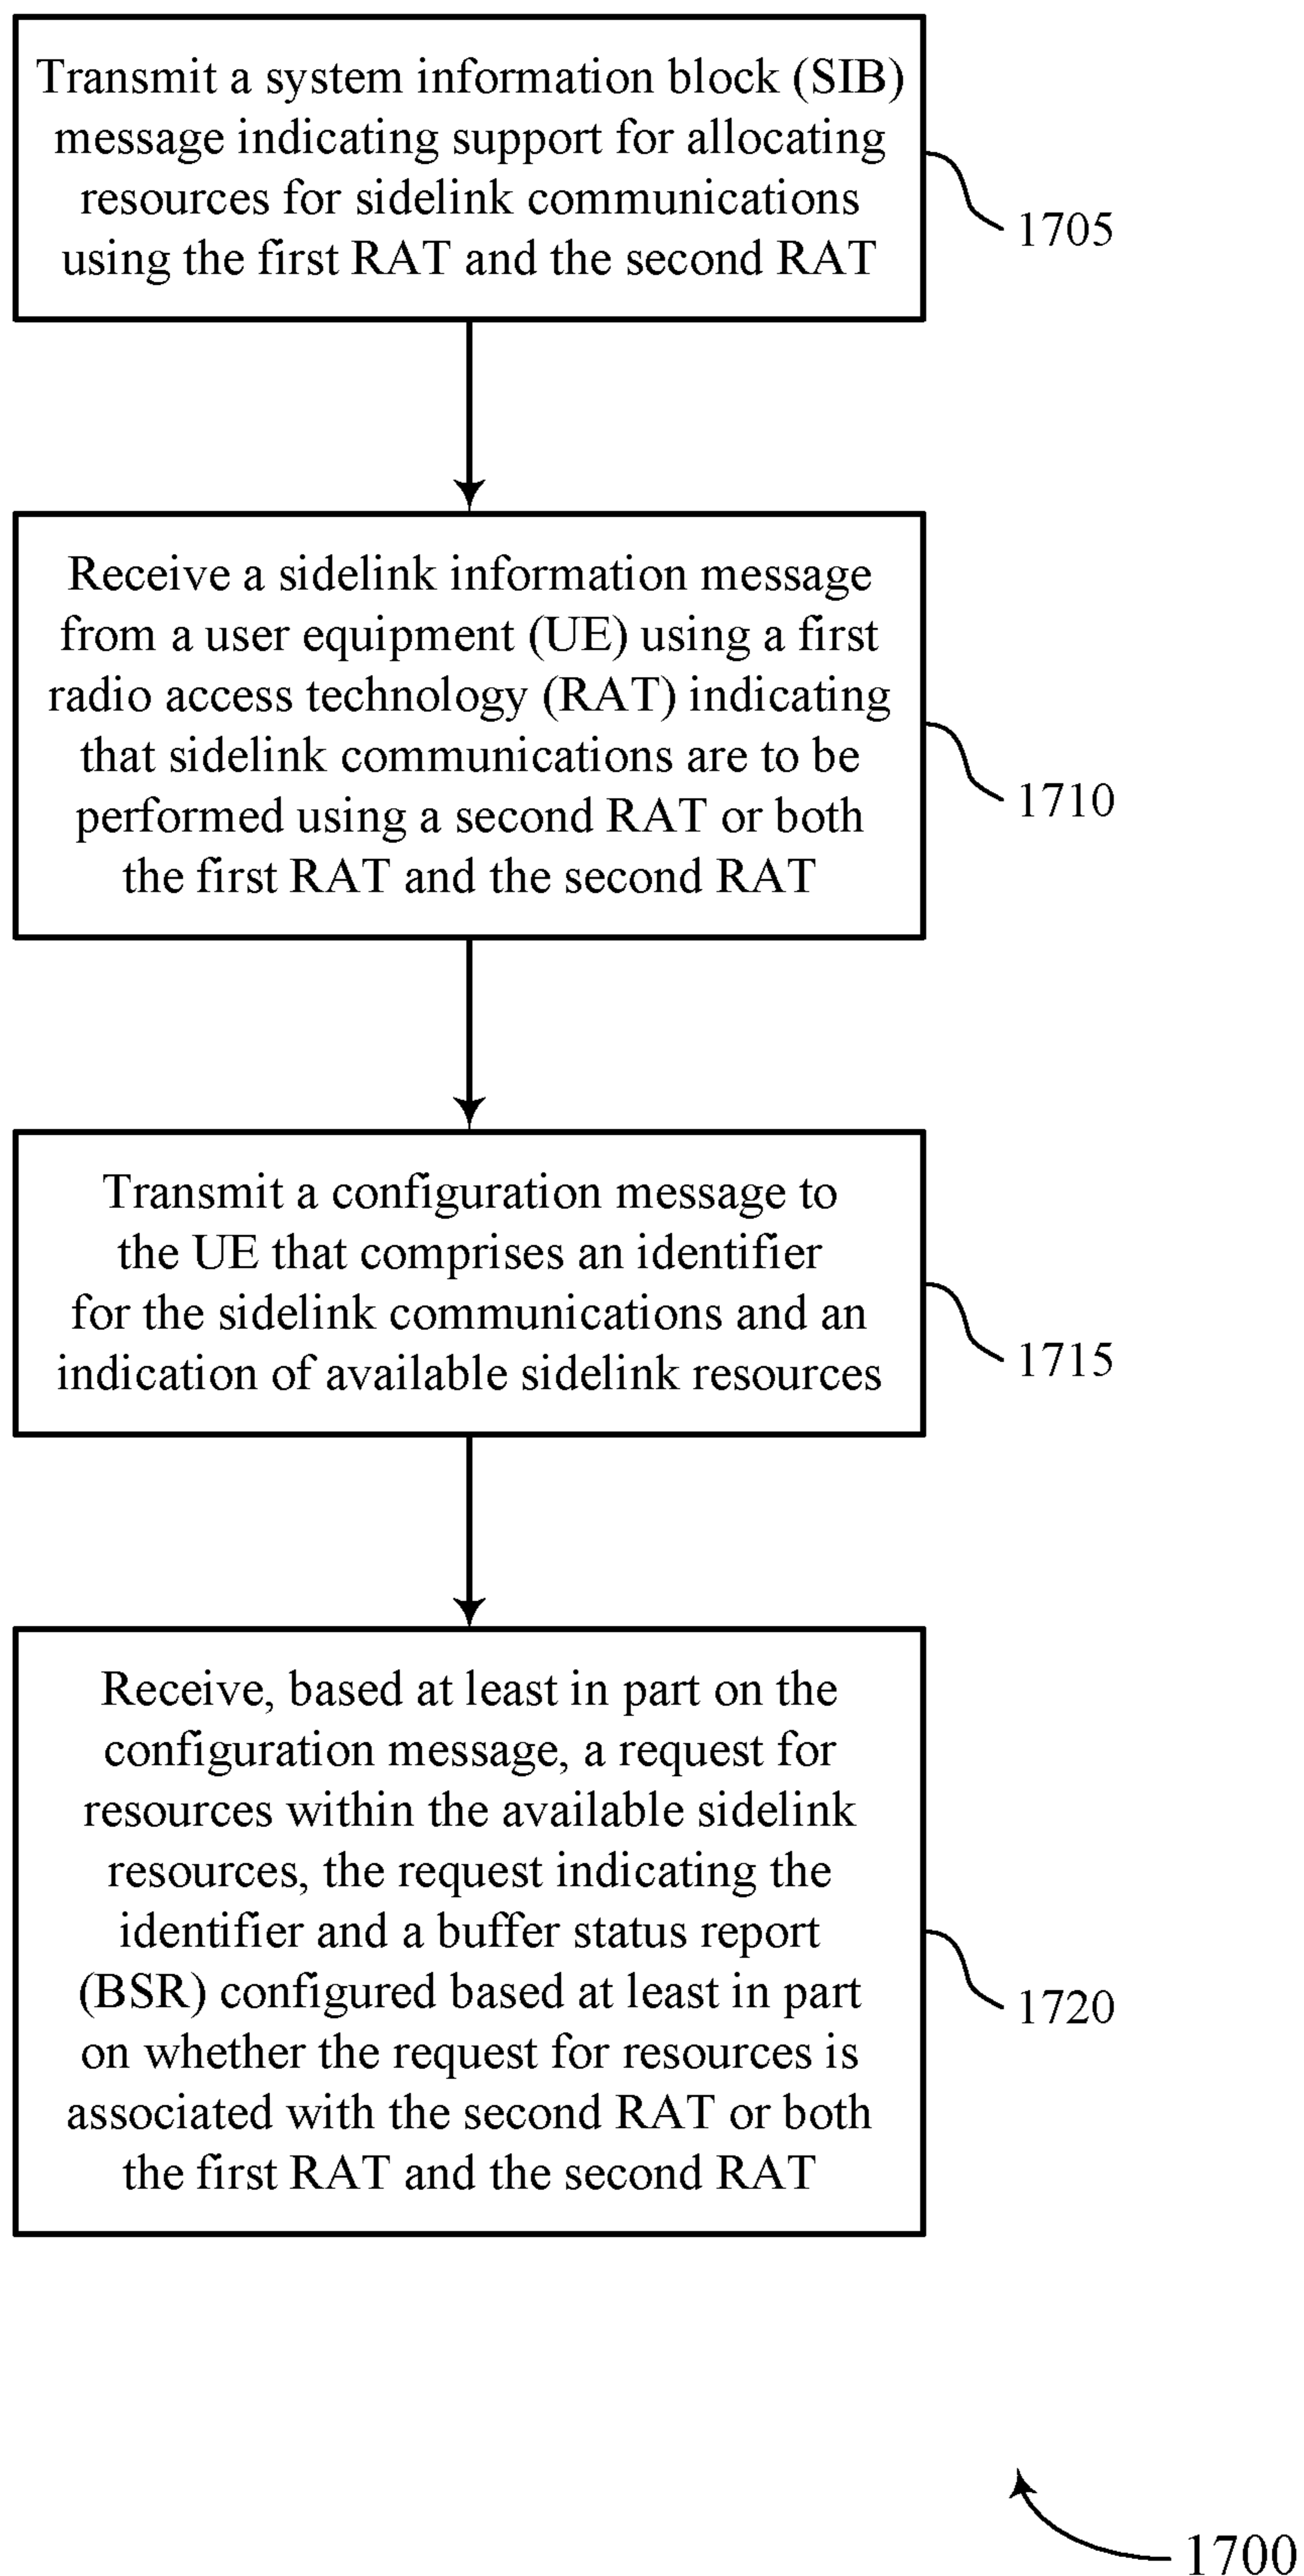 Transmit a system information block (SIB)
message indicating support for allocating
resources for sidelink communications
using the first RAT and the second RAT
1705
Receive a sidelink information message
from a user equipment (UE) using a first
radio access technology (RAT) indicating
that sidelink communications are to be
performed using a second RAT or both
the first RAT and the second RAT
1710
Transmit a configuration message to
the UE that comprises an identifier
for the sidelink communications and an
indication of available sidelink resources
1715
Receive, based at least in part on the
configuration message, a request for
resources within the available sidelink
resources, the request indicating the
identifier and a buffer status report
(BSR) configured based at least in part
on whether the request for resources is
associated with the second RAT or both
the first RAT and the second RAT
1720
1700